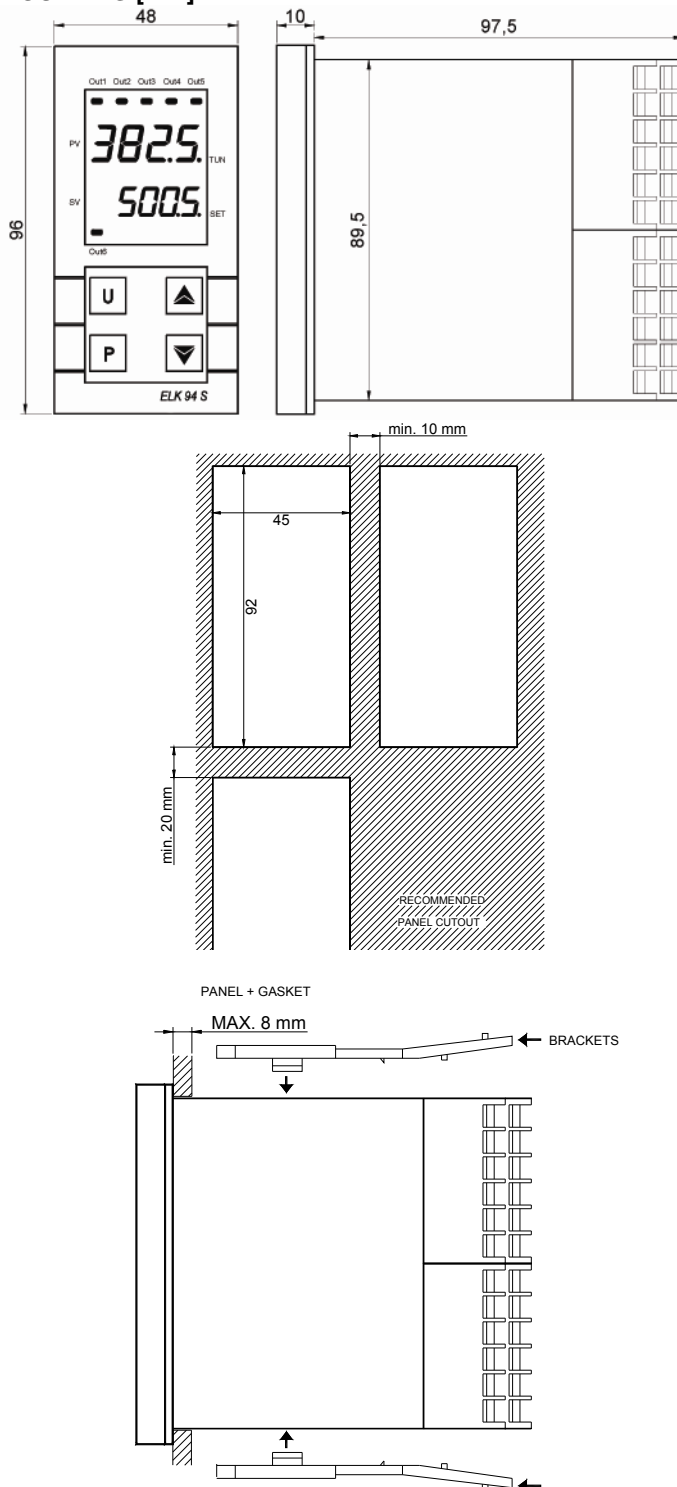 48
10
97,5
Out1 Out2 Out3 Out4 Out5
PV
382.5.
TUN
SV
500.5.
SET
Out6
96
89,5
U
P
ELK 94 S
min. 10 mm
45
92
min. 20 mm
RECOMMENDED
PANEL CUTOUT
PANEL + GASKET
MAX. 8 mm
BRACKETS